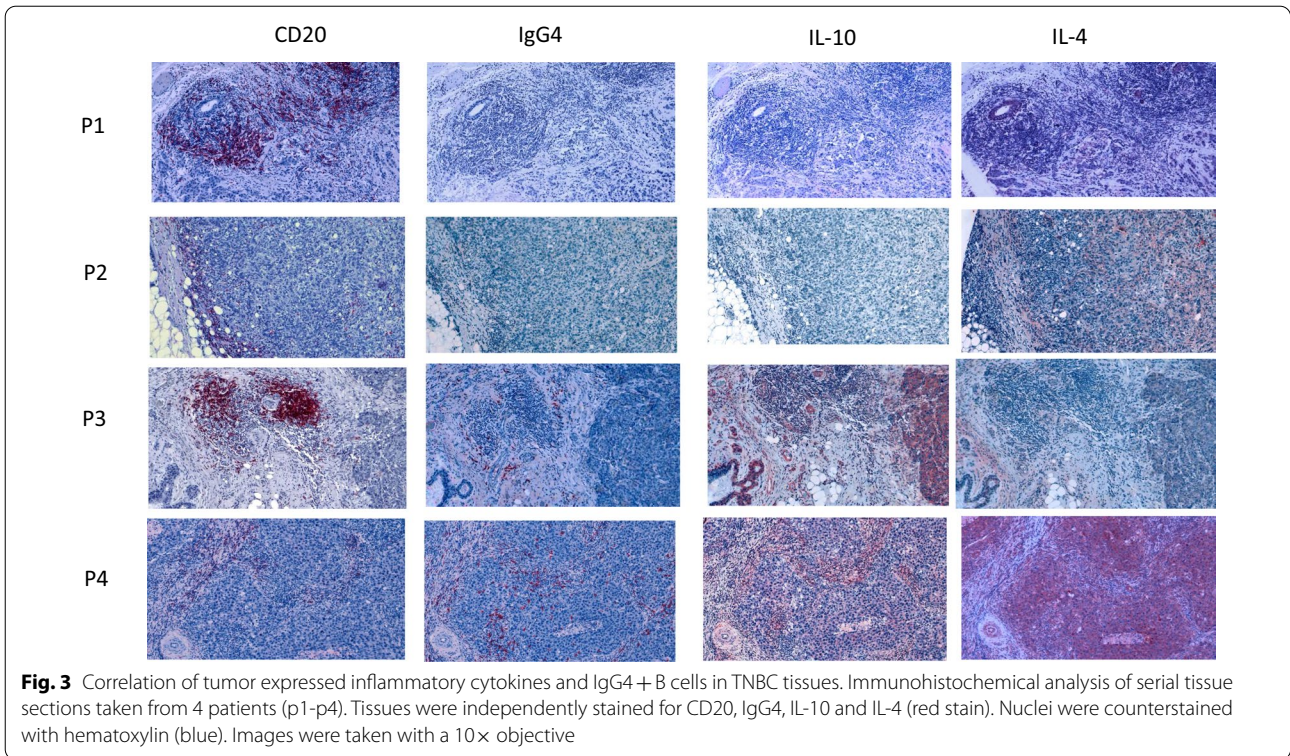 CD20 IgG4 IL-10 IL-4
P1
P2
P3
P4
Fig. 3 Correlation of tumor expressed inflammatory cytokines and IgG4 + B cells in TNBC tissues. Immunohistochemical analysis of serial tissue
sections taken from 4 patients (p1-p4). Tissues were independently stained for CD20, IgG4, IL-10 and IL-4 (red stain). Nuclei were counterstained
with hematoxylin (blue). Images were taken with a 10× objective